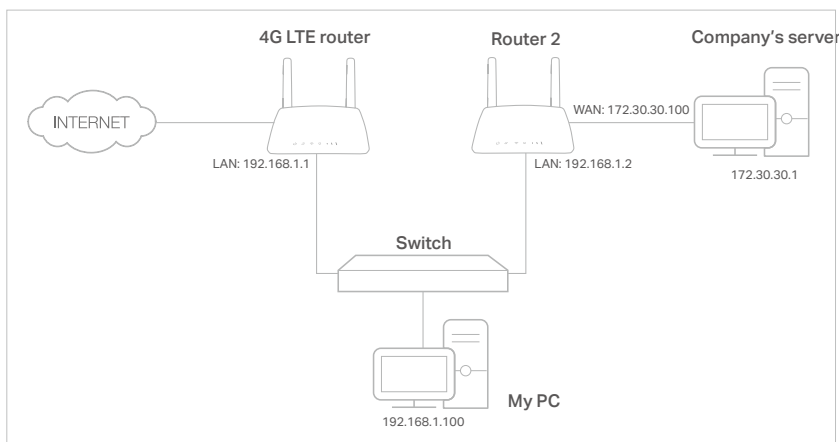 4G LTE router
Router 2
Company's server
INTERNET
WAN: 172.30.30.100
LAN: 192.168.1.1
LAN: 192.168.1.2
172.30.30.1
Switch
My PC
192.168.1.100